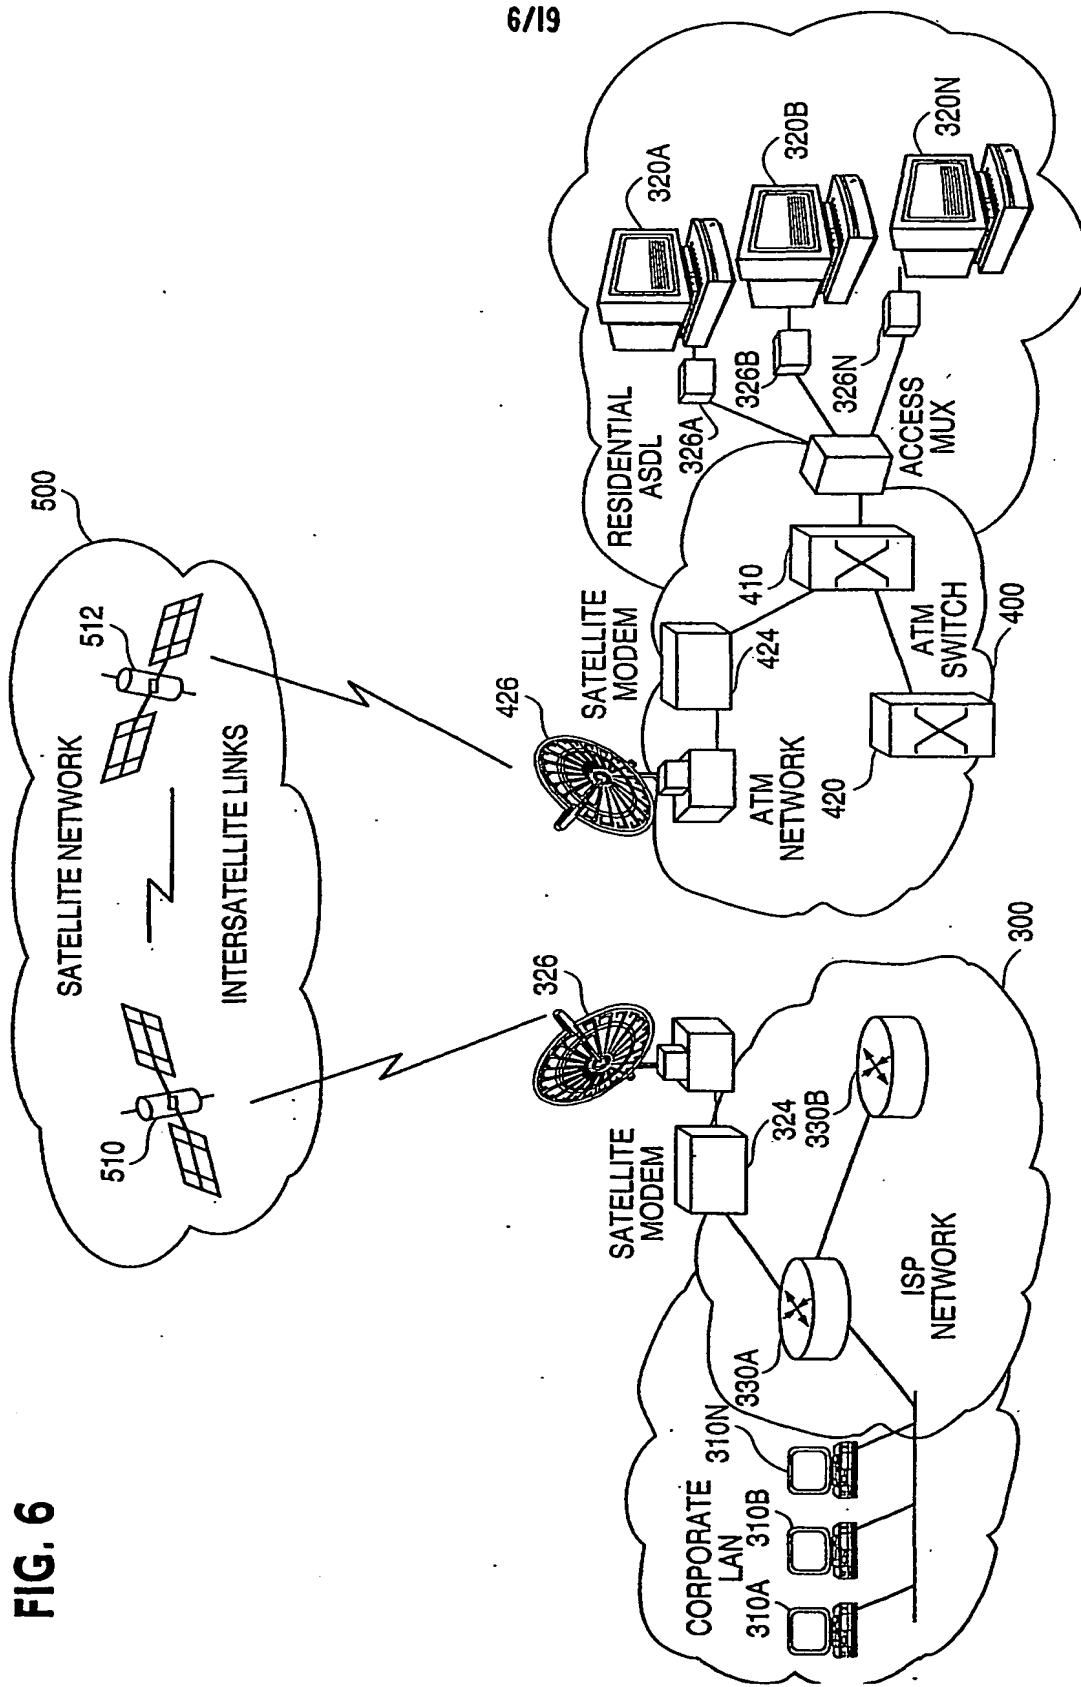 6/19
FIG. 6
500
SATELLITE NETWORK
510
512
INTERSATELLITE LINKS
326
426
SATELLITE
MODEM
324
SATELLITE
MODEM
424
RESIDENTIAL
ASDL
320A
326A
320B
326B
320N
326N
ACCESS
MUX
CORPORATE
LAN
310A
310B
310N
330A
330B
ISP
NETWORK
300
ATM
NETWORK
410
420
ATM
SWITCH
400